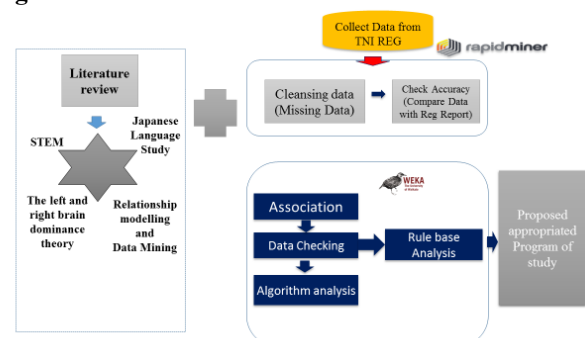 Literature
review
STEM
Japanese
Language
Study
The left and
right brain
dominance
theory
Relationship
modelling
and
Data Mining
Collect Data from
TNI REG
rapidminer
Cleansing data
(Missing Data)
Check Accuracy
(Compare Data
with Reg Report)
WEKA
Association
Data Checking
Algorithm analysis
Rule base
Analysis
Proposed
appropriated
Program of
study